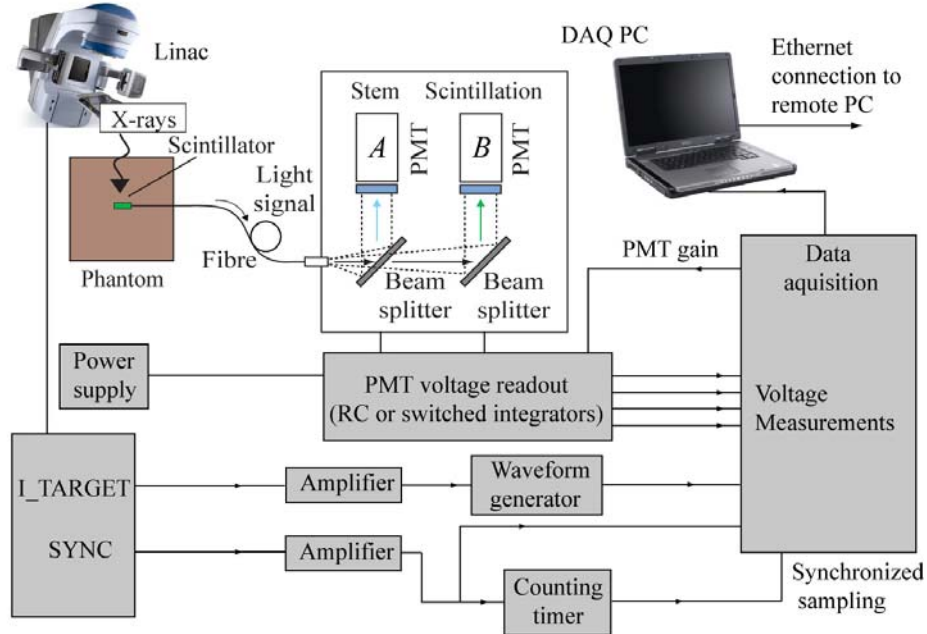 Linac
X-rays
Scintillator
Light
signal
Fibre
Phantom
Stem
Scintillation
A
PMT
B
PMT
Beam
splitter
Beam
splitter
DAQ PC
Ethernet
connection to
remote PC
PMT gain
Data
aquisition
Power
supply
PMT voltage readout
(RC or switched integrators)
Voltage
Measurements
I_TARGET
Amplifier
Waveform
generator
SYNC
Amplifier
Counting
timer
Synchronized
sampling